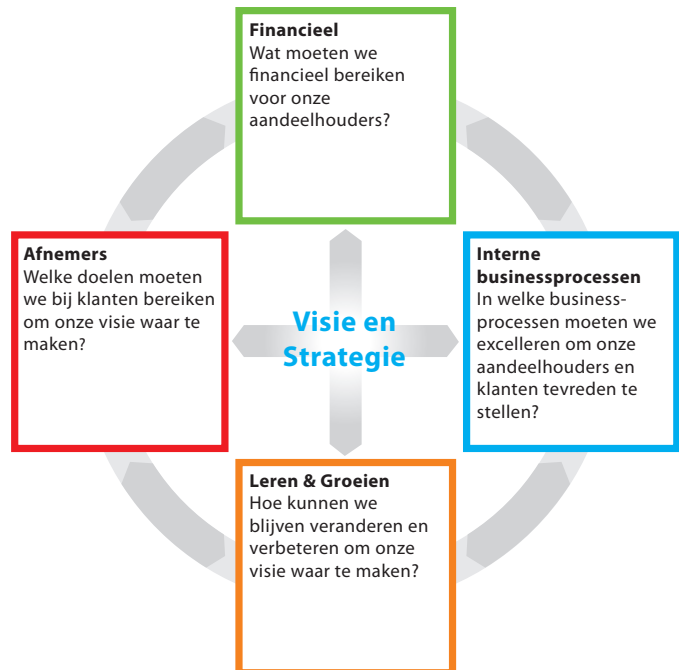 Financieel
Wat moeten we
financieel bereiken
voor onze
aandeelhouders?
Afnemers
Welke doelen moeten
we bij klanten bereiken
om onze visie waar te
maken?
Visie en
Strategie
Interne
businessprocessen
In welke business-
processen moeten we
excelleren om onze
aandeelhouders en
klanten tevreden te
stellen?
Leren & Groeien
Hoe kunnen we
blijven veranderen en
verbeteren om onze
visie waar te maken?